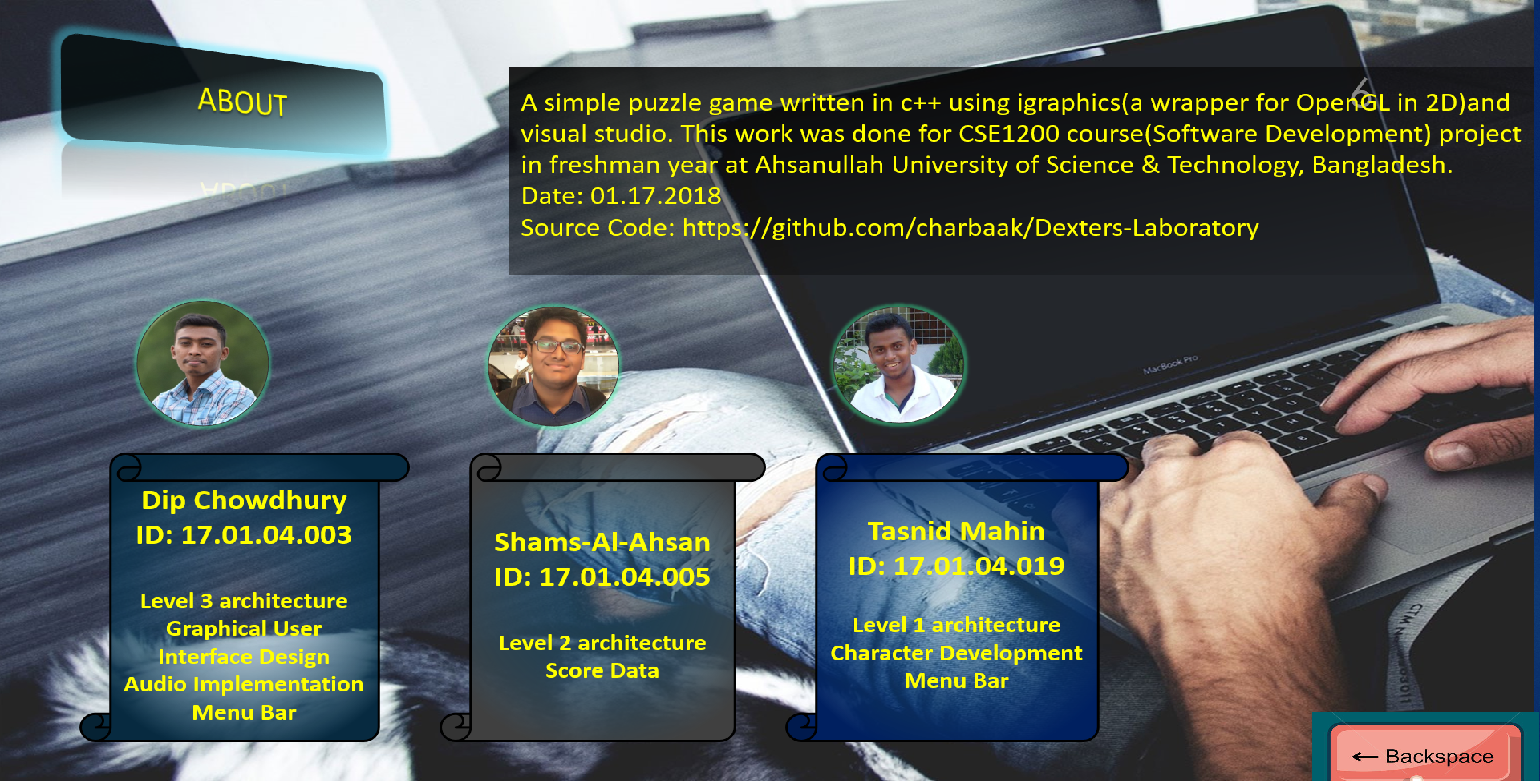 ABOUT
A simple puzzle game written in c++ using igraphics(a wrapper for OpenGL in 2D)and
visual studio. This work was done for CSE1200 course(Software Development) project
in freshman year at Ahsanullah University of Science & Technology, Bangladesh.
Date: 01.17.2018
Source Code: https://github.com/charbaak/Dexters-Laboratory
MacBook Pro
Dip Chowdhury
ID: 17.01.04.003
Level 3 architecture
Graphical User
Interface Design
Audio Implementation
Menu Bar
Shams-Al-Ahsan
ID: 17.01.04.005
Level 2 architecture
Score Data
Tasnid Mahin
ID: 17.01.04.019
Level 1 architecture
Character Development
Menu Bar
← Backspace